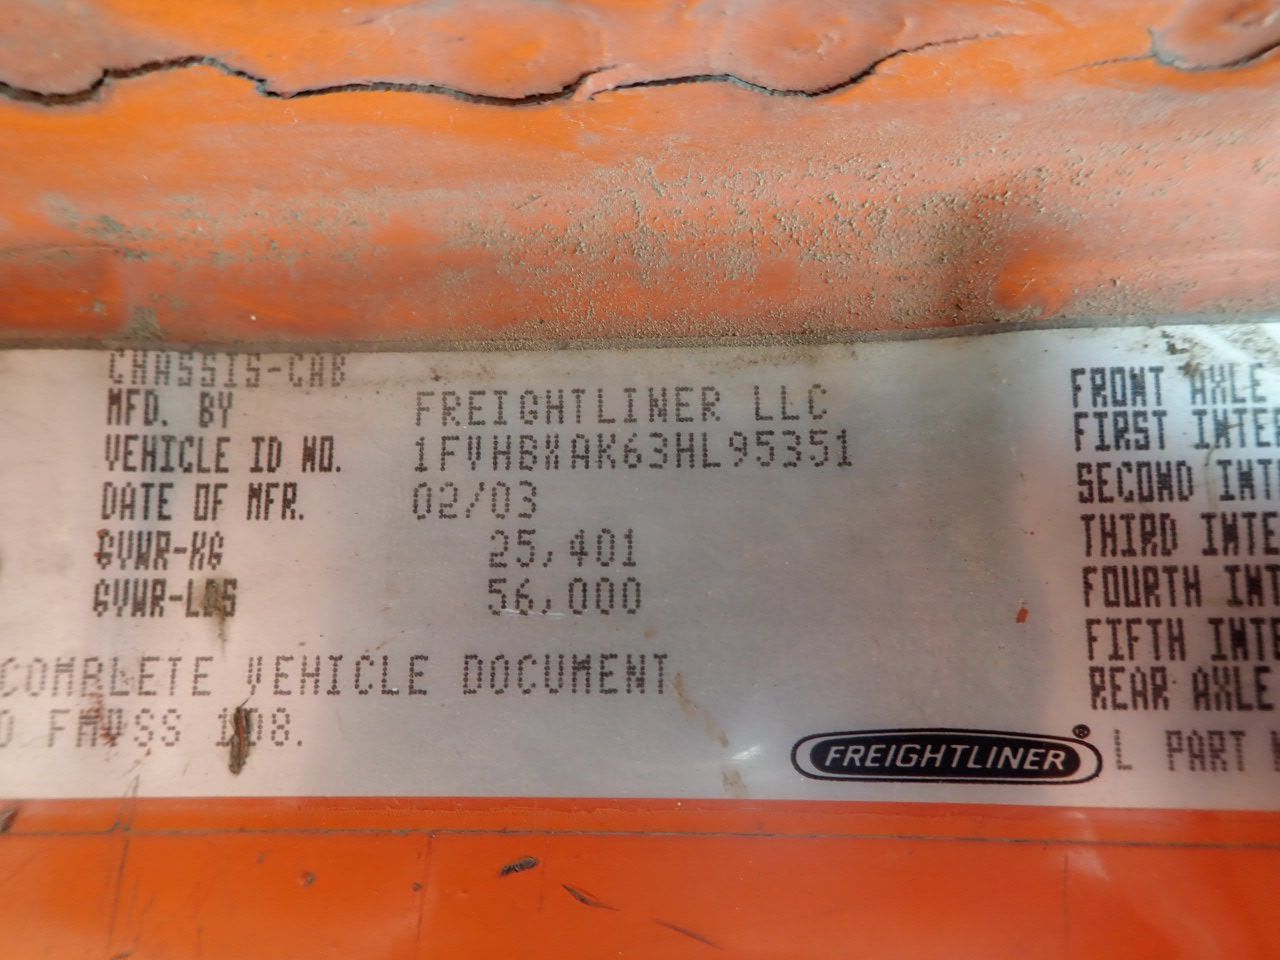 CHASSIS-CAB
MFD. BY FREIGHTLINER LLC
VEHICLE ID NO. 1FVHBXAK63HL95351
DATE OF MFR. 02/03
GVWR-KG 25,401
GVWR-LBS 56,000
COMPLETE VEHICLE DOCUMENT
O FMVSS 108.
FREIGHTLINER®
FRONT AXLE
FIRST INTE
SECOND INT
THIRD INTE
FOURTH INT
FIFTH INTE
REAR AXLE
L PART